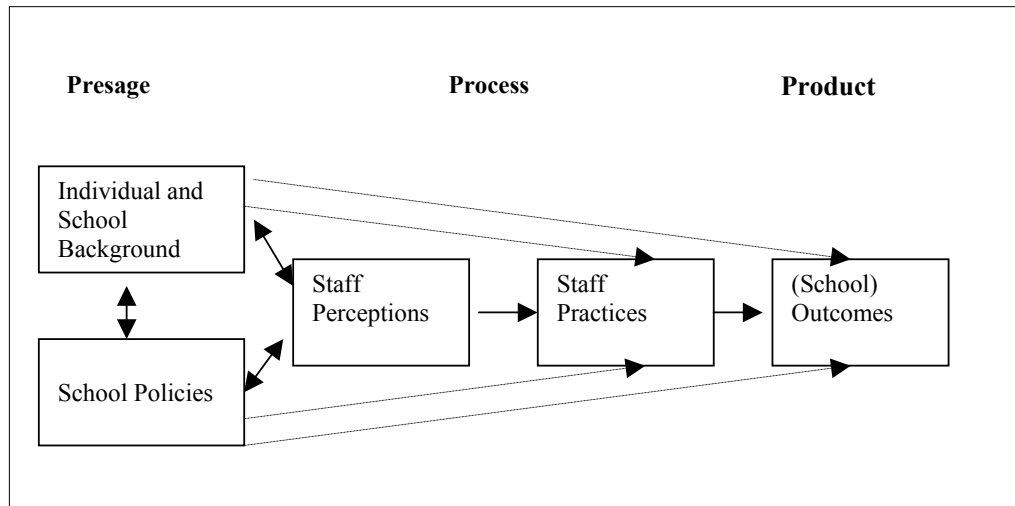 Presage
Process
Product
Individual and
School
Background
Staff
Perceptions
Staff
Practices
(School)
Outcomes
School Policies